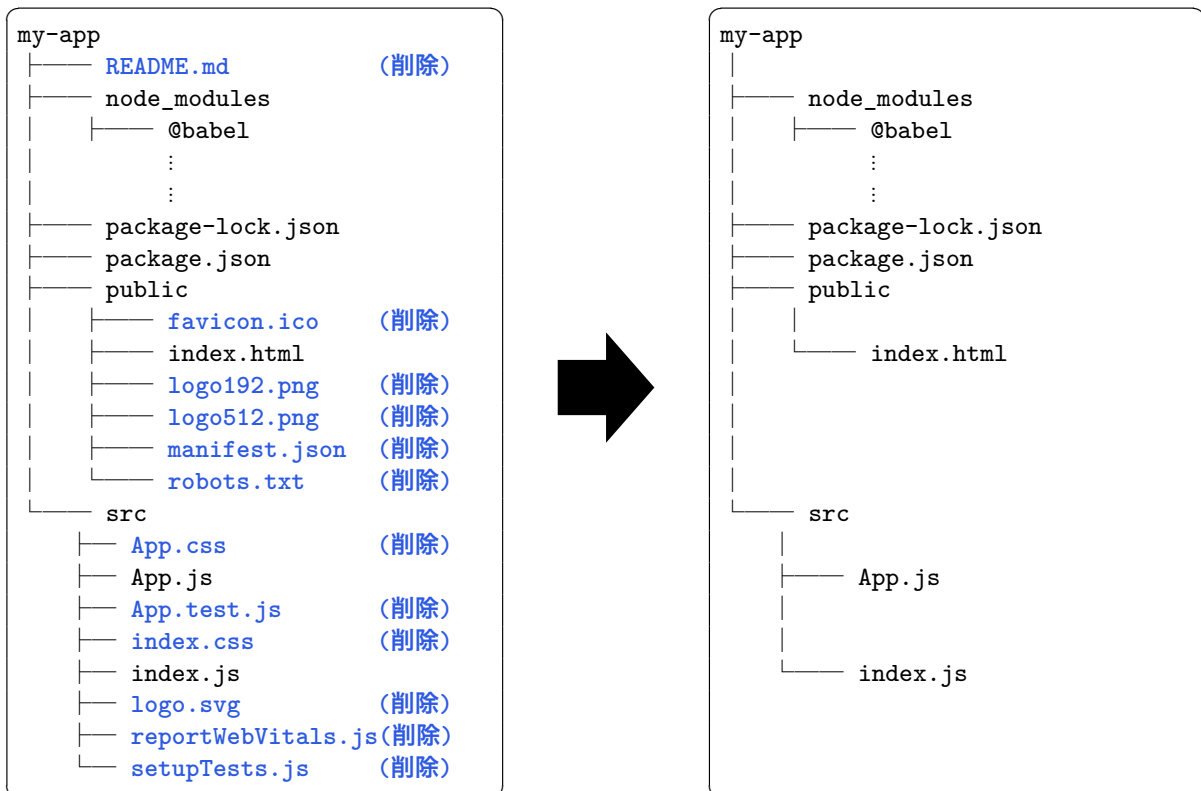 my-app
├── README.md (削除)
├── node_modules
│ ├── @babel
│ ⋮
│ ⋮
├── package-lock.json
├── package.json
├── public
│ ├── favicon.ico (削除)
│ ├── index.html
│ ├── logo192.png (削除)
│ ├── logo512.png (削除)
│ ├── manifest.json (削除)
│ └── robots.txt (削除)
└── src
├── App.css (削除)
├── App.js
├── App.test.js (削除)
├── index.css (削除)
├── index.js
├── logo.svg (削除)
├── reportWebVitals.js(削除)
└── setupTests.js (削除)
my-app
│
├── node_modules
│ ├── @babel
│ ⋮
│ ⋮
├── package-lock.json
├── package.json
├── public
│ │
│ └── index.html
│
│
│
│
└── src
│
├── App.js
│
│
└── index.js